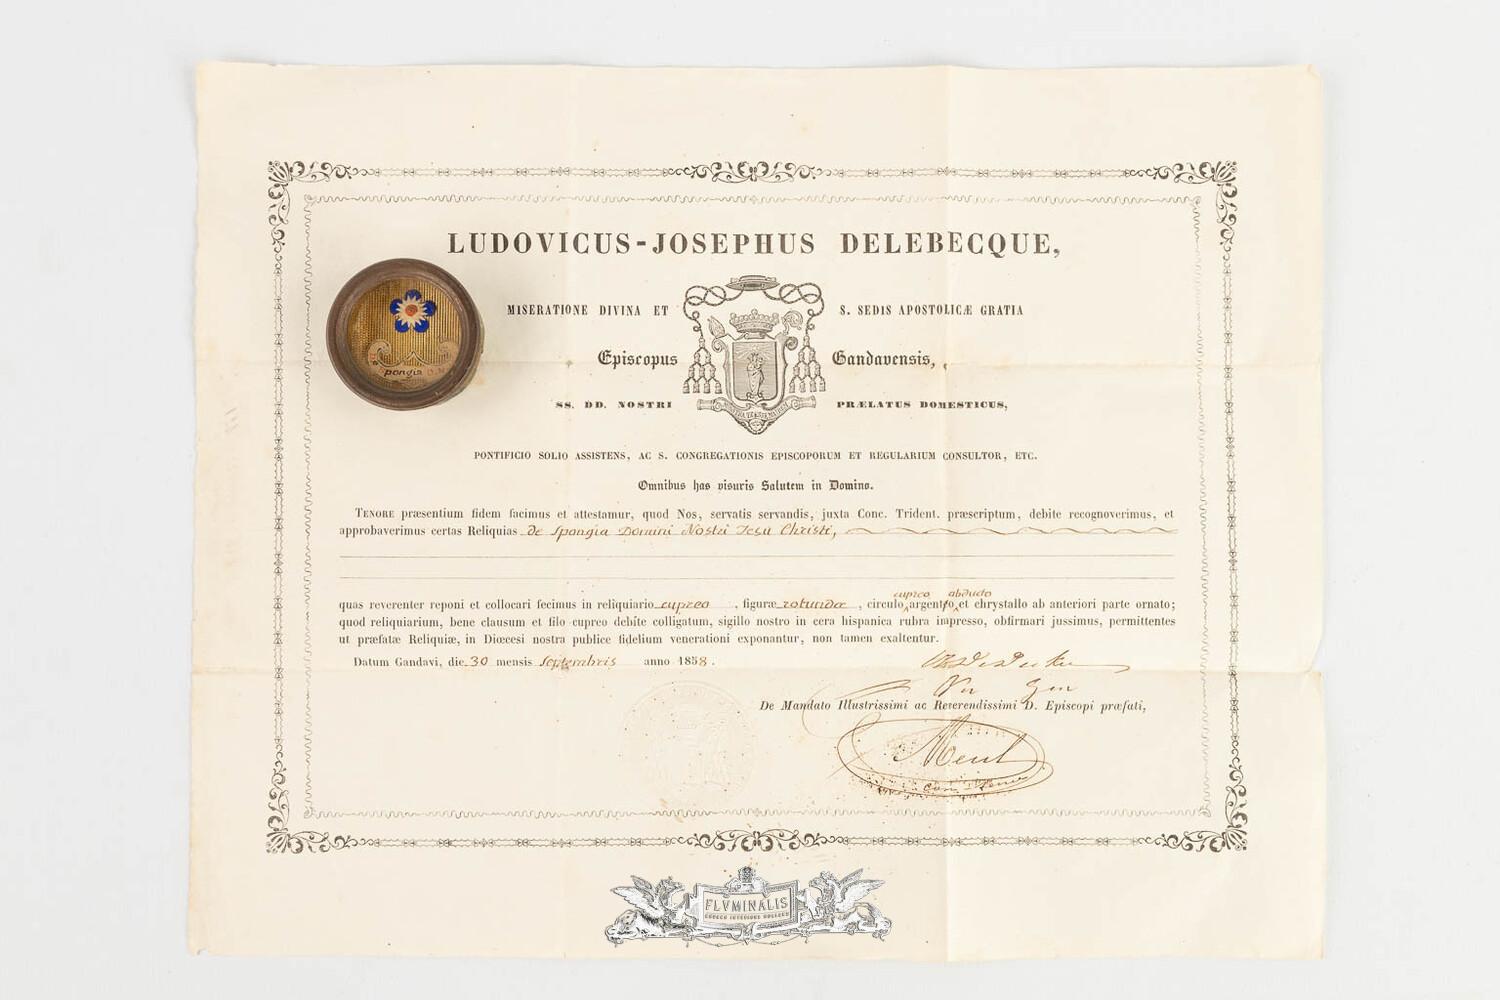 LUDOVICUS-JOSEPHUS DELEBECQUE,
MISERATIONE DIVINA ET S. SEDIS APOSTOLICÆ GRATIA
Episcopus Gandavensis,
SS. DD. NOSTRI PRÆLATUS DOMESTICUS,
Spongia D.N.
PONTIFICIO SOLIO ASSISTENS, AC S. CONGREGATIONIS EPISCOPORUM ET REGULARIUM CONSULTOR, ETC.
Omnibus has visuris Salutem in Domino.
TENORE præsentium fidem facimus et attestamur, quod Nos, servatis servandis, juxta Conc. Trident. præscriptum, debite recognoverimus, et
approbaverimus certas Reliquias de Spongia Domini Nostri Jesu Christi,
cupreo abducto
quas reverenter reponi et collocari fecimus in reliquiario cupreo, figuræ rotundæ, circulo argenteo et chrystallo ab anteriori parte ornato;
quod reliquiarium, bene clausum et filo cupreo debite colligatum, sigillo nostro in cera hispanica rubra impresso, obfirmari jussimus, permittentes
ut præfatæ Reliquiæ, in Diœcesi nostra publice fidelium venerationi exponantur, non tamen exaltentur.
Datum Gandavi, die 30 mensis Septembris anno 1858.
De Mandato Illustrissimi ac Reverendissimi D. Episcopi præfati,
FLVMINALIS